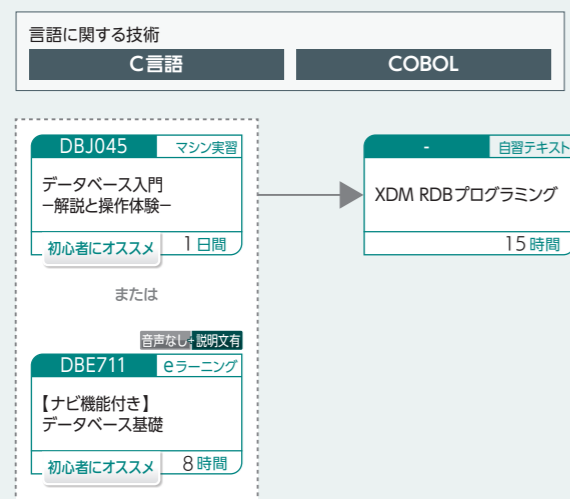 言語に関する技術
C言語
COBOL
DBJ045 マシン実習
データベース入門
－解説と操作体験－
初心者にオススメ 1日間
- 自習テキスト
XDM RDBプログラミング
15時間
または
音声なし+説明文有
DBE711 eラーニング
【ナビ機能付き】
データベース基礎
初心者にオススメ 8時間